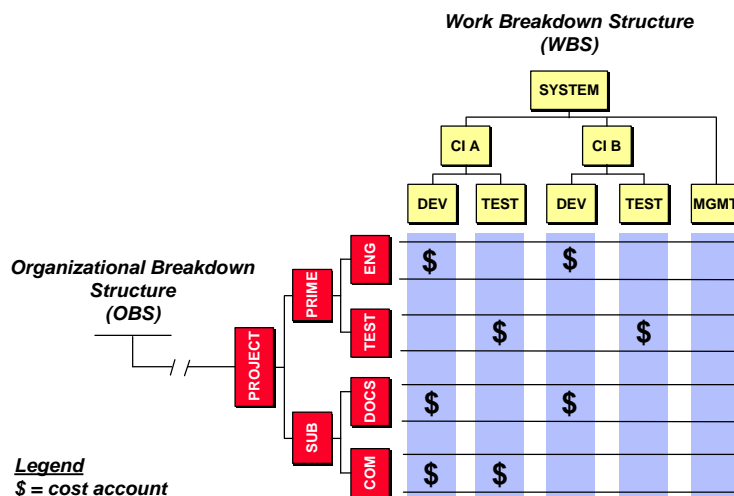 Work Breakdown Structure
(WBS)
SYSTEM
CI A
CI B
DEV
TEST
DEV
TEST
MGMT
Organizational Breakdown
Structure
(OBS)
PROJECT
PRIME
SUB
ENG
TEST
DOCS
COM
$
$
$
$
$
$
$
$
Legend
$ = cost account